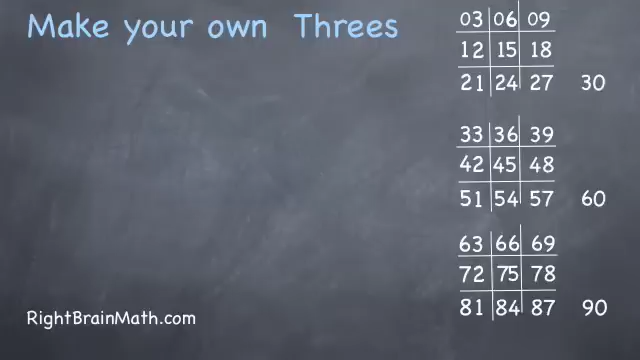 Make your own Threes
03 06 09
12 15 18
21 24 27 30
33 36 39
42 45 48
51 54 57 60
63 66 69
72 75 78
81 84 87 90
RightBrainMath.com